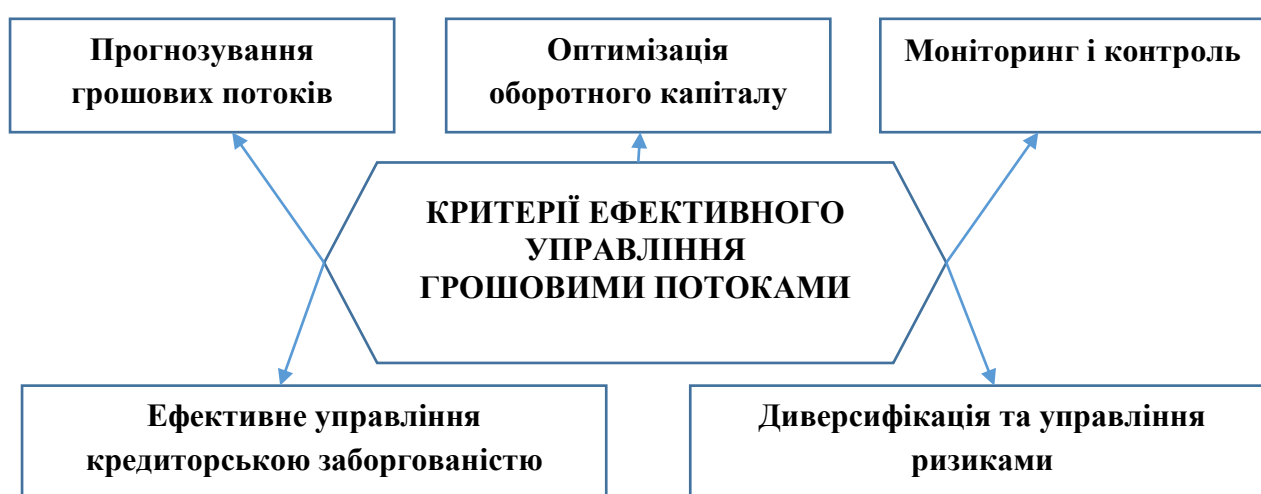 Прогнозування
грошових потоків
Оптимізація
оборотного капіталу
Моніторинг і контроль
КРИТЕРІЇ ЕФЕКТИВНОГО
УПРАВЛІННЯ
ГРОШОВИМИ ПОТОКАМИ
Ефективне управління
кредиторською заборгованістю
Диверсифікація та управління
ризиками